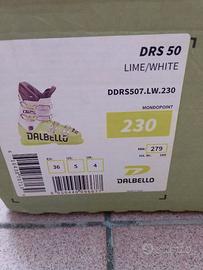 DRS 50
LIME/WHITE
DDRS507.LW.230
MONDOPOINT
230
DALBELLO
36
5
4
279
DALBELLO